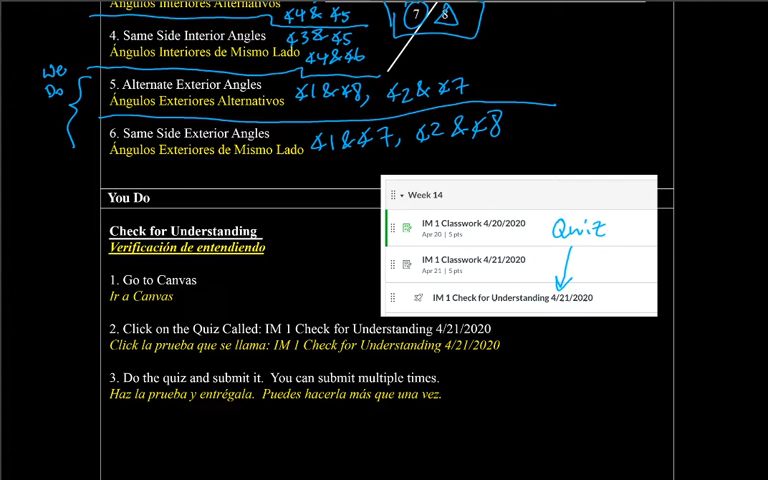 Ángulos Interiores Alternativos
∡4 & ∡5
7 8
4. Same Side Interior Angles
∡3 & ∡5
Ángulos Interiores de Mismo Lado
∡4 & ∡6
We
Do
5. Alternate Exterior Angles
Ángulos Exteriores Alternativos
∡1 & ∡8, ∡2 & ∡7
6. Same Side Exterior Angles
Ángulos Exteriores de Mismo Lado
∡1 & ∡7, ∡2 & ∡8
You Do
Week 14
IM 1 Classwork 4/20/2020
Apr 20 | 5 pts
Quiz
IM 1 Classwork 4/21/2020
Apr 21 | 5 pts
IM 1 Check for Understanding 4/21/2020
Check for Understanding
Verificación de entendiendo
1. Go to Canvas
Ir a Canvas
2. Click on the Quiz Called: IM 1 Check for Understanding 4/21/2020
Click la prueba que se llama: IM 1 Check for Understanding 4/21/2020
3. Do the quiz and submit it.  You can submit multiple times.
Haz la prueba y entrégala.  Puedes hacerla más que una vez.